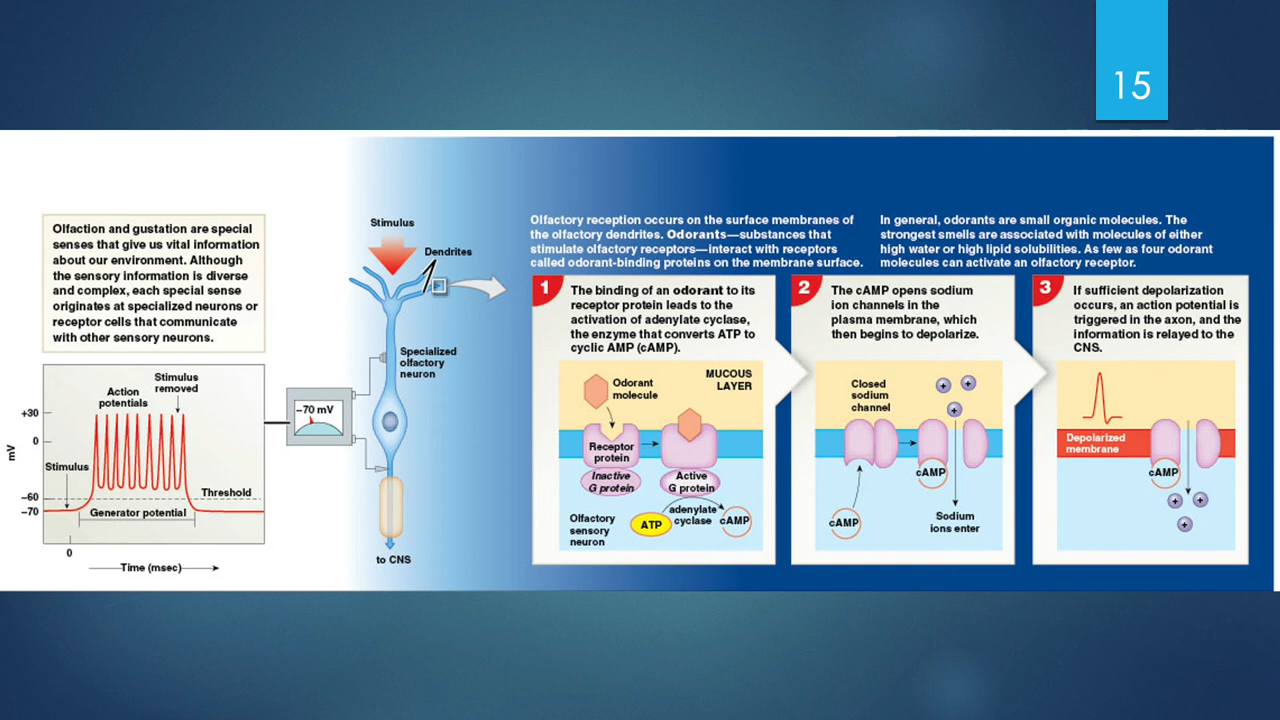 15
Olfaction and gustation are special
senses that give us vital information
about our environment. Although
the sensory information is diverse
and complex, each special sense
originates at specialized neurons or
receptor cells that communicate
with other sensory neurons.
Stimulus
removed
Action
potentials
+30
0
mV
Stimulus
–60
Threshold
–70
Generator potential
0
Time (msec)
–70 mV
Stimulus
Dendrites
Specialized
olfactory
neuron
to CNS
Olfactory reception occurs on the surface membranes of
the olfactory dendrites. Odorants—substances that
stimulate olfactory receptors—interact with receptors
called odorant-binding proteins on the membrane surface.
In general, odorants are small organic molecules. The
strongest smells are associated with molecules of either
high water or high lipid solubilities. As few as four odorant
molecules can activate an olfactory receptor.
1
The binding of an odorant to its
receptor protein leads to the
activation of adenylate cyclase,
the enzyme that converts ATP to
cyclic AMP (cAMP).
Odorant
molecule
MUCOUS
LAYER
Receptor
protein
Inactive
G protein
Active
G protein
Olfactory
sensory
neuron
ATP
adenylate
cyclase
cAMP
2
The cAMP opens sodium
ion channels in the
plasma membrane, which
then begins to depolarize.
Closed
sodium
channel
+
+
+
cAMP
cAMP
Sodium
ions enter
3
If sufficient depolarization
occurs, an action potential is
triggered in the axon, and the
information is relayed to the
CNS.
Depolarized
membrane
cAMP
+
+
+